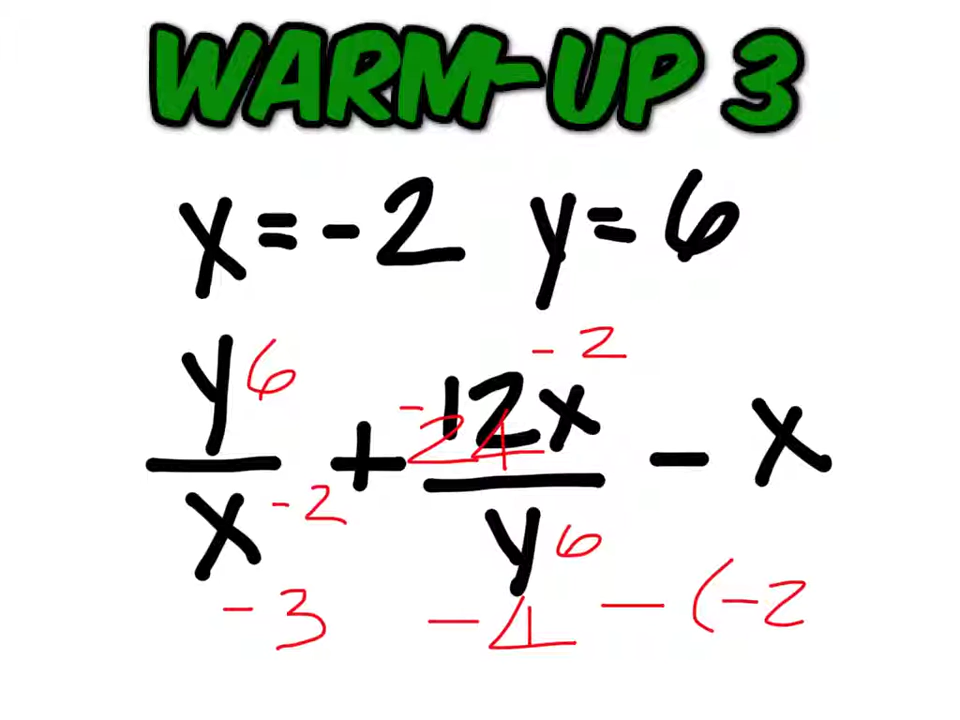 WARM-UP 3
x = -2 y = 6
- 2
y 6 -24 12x
+ - x
x -2 y 6
- 3 - 4 - (-2